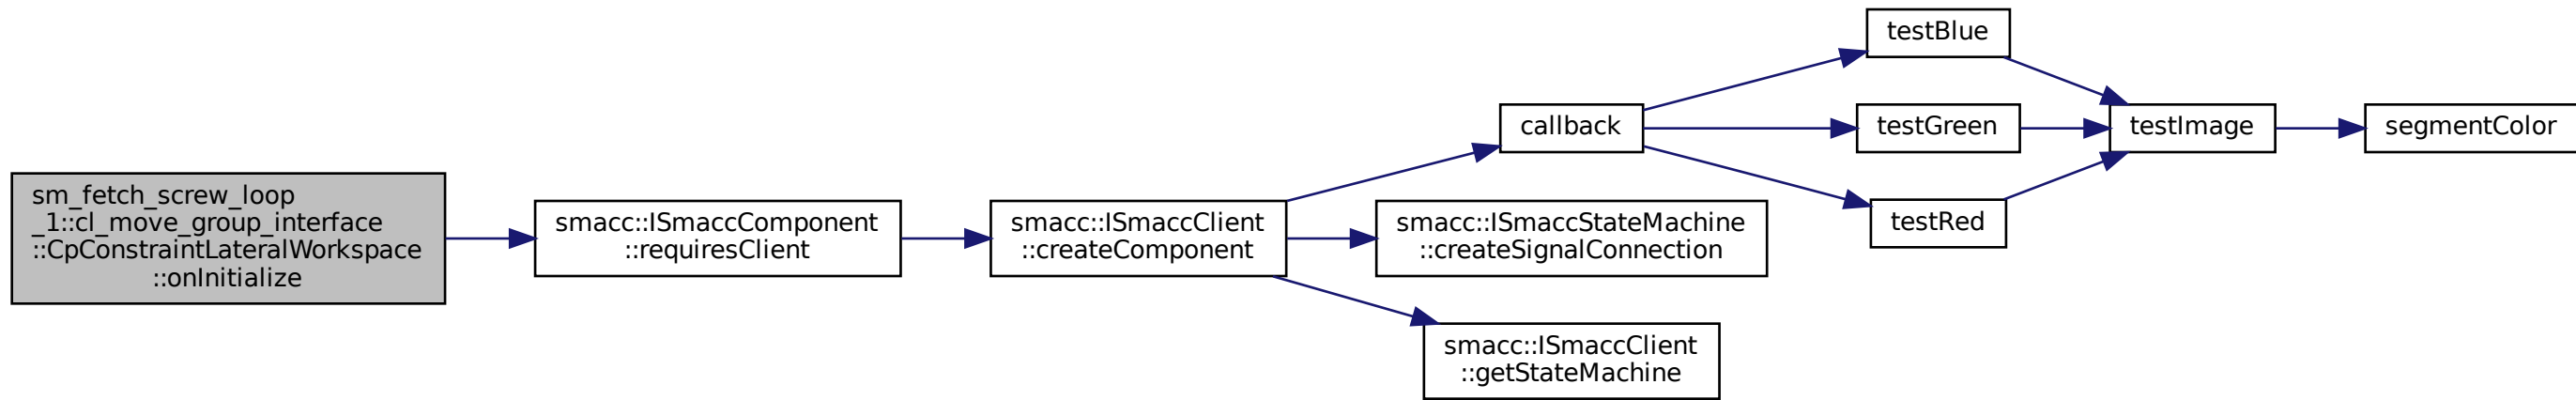 sm_fetch_screw_loop
_1::cl_move_group_interface
::CpConstraintLateralWorkspace
::onInitialize
smacc::ISmaccComponent
::requiresClient
smacc::ISmaccClient
::createComponent
callback
testBlue
testGreen
testRed
testImage
segmentColor
smacc::ISmaccStateMachine
::createSignalConnection
smacc::ISmaccClient
::getStateMachine